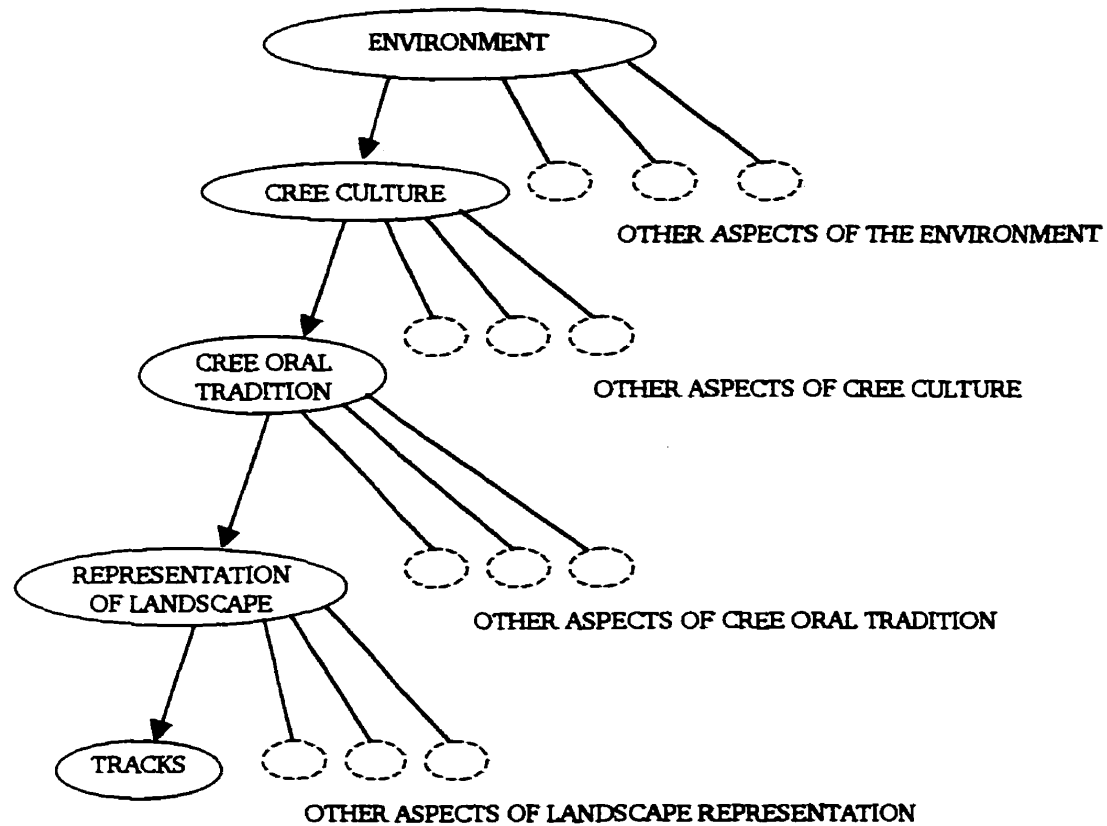 ENVIRONMENT
CREE CULTURE
OTHER ASPECTS OF THE ENVIRONMENT
CREE ORAL
TRADITION
OTHER ASPECTS OF CREE CULTURE
REPRESENTATION
OF LANDSCAPE
OTHER ASPECTS OF CREE ORAL TRADITION
TRACKS
OTHER ASPECTS OF LANDSCAPE REPRESENTATION